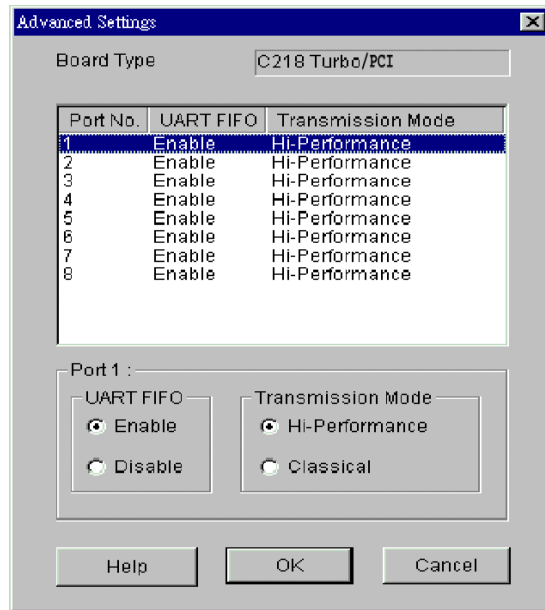 Advanced Settings
Board Type C218 Turbo/PCI
Port No. UART FIFO Transmission Mode
1 Enable Hi-Performance
2 Enable Hi-Performance
3 Enable Hi-Performance
4 Enable Hi-Performance
5 Enable Hi-Performance
6 Enable Hi-Performance
7 Enable Hi-Performance
8 Enable Hi-Performance
Port 1 :
UART FIFO Transmission Mode
Enable Hi-Performance
Disable Classical
Help OK Cancel